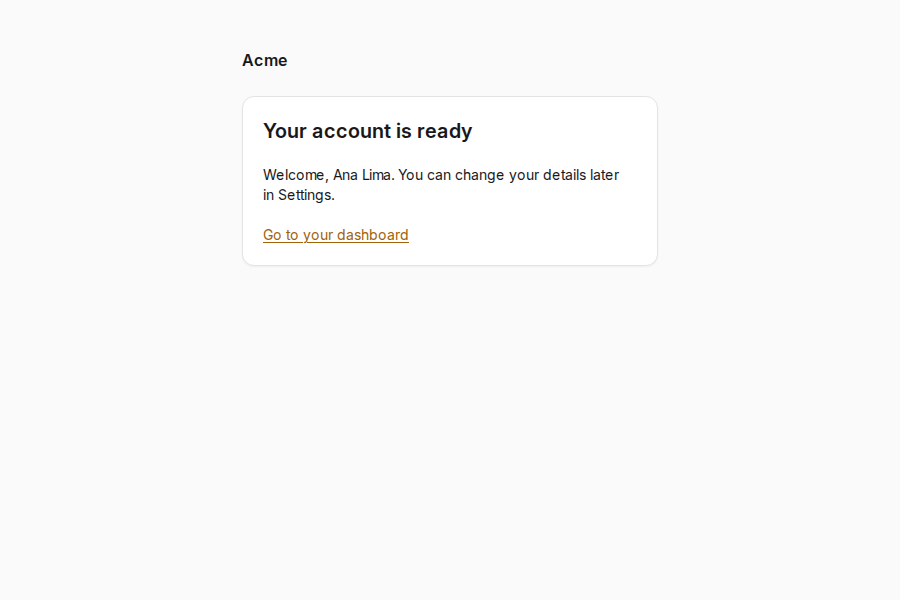 Acme
Your account is ready
Welcome, Ana Lima. You can change your details later
in Settings.
Go to your dashboard